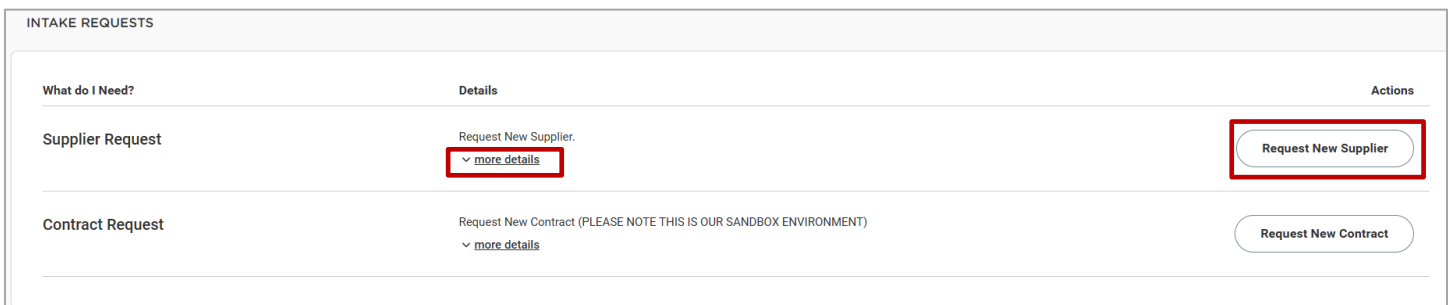 INTAKE REQUESTS
What do I Need? Details Actions
Supplier Request
Request New Supplier.
more details
Request New Supplier
Contract Request
Request New Contract (PLEASE NOTE THIS IS OUR SANDBOX ENVIRONMENT)
more details
Request New Contract